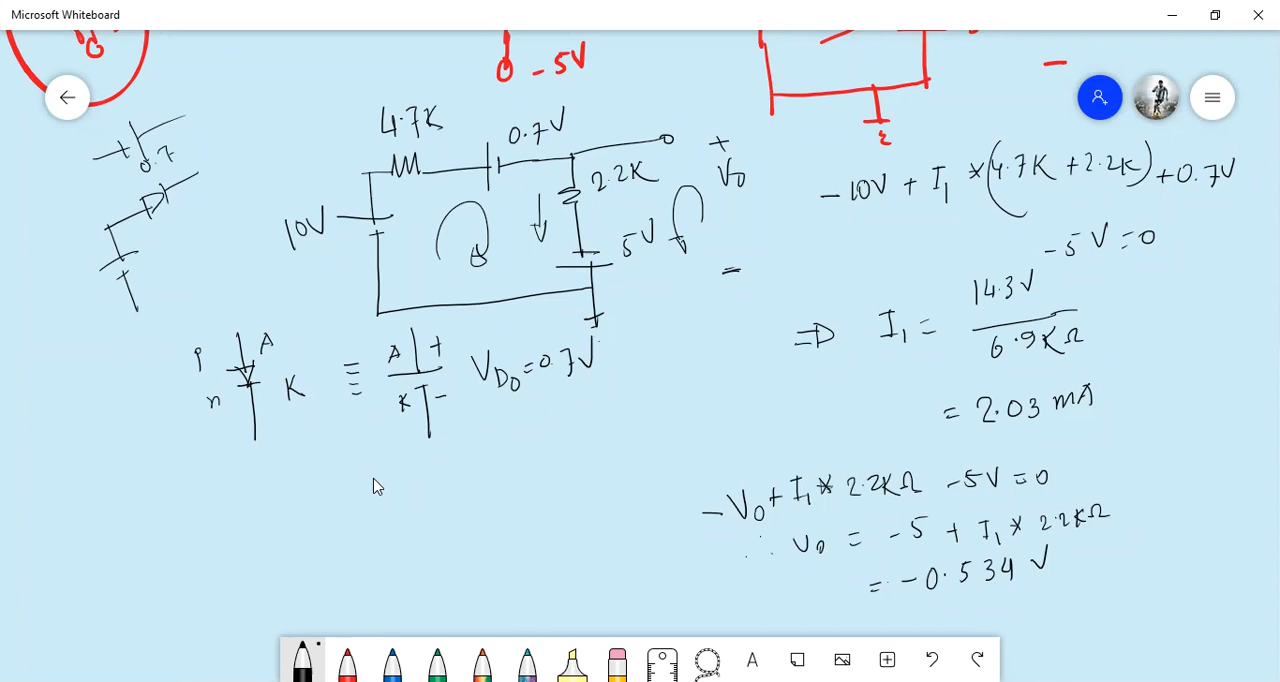 Microsoft Whiteboard
-5V
4.7K
0.7V
+
0.7
2.2K
+
V0
-
10V
5V
-10V + I1 * (4.7K + 2.2K) + 0.7V
-5V = 0
⇒ I1 = 14.3V / 6.9KΩ
= 2.03 mA
P
A
n
K
≡
A
+
K
-
VD0 = 0.7V
-V0 + I1 * 2.2KΩ - 5V = 0
∴ V0 = -5 + I1 * 2.2KΩ
= -0.534 V
A